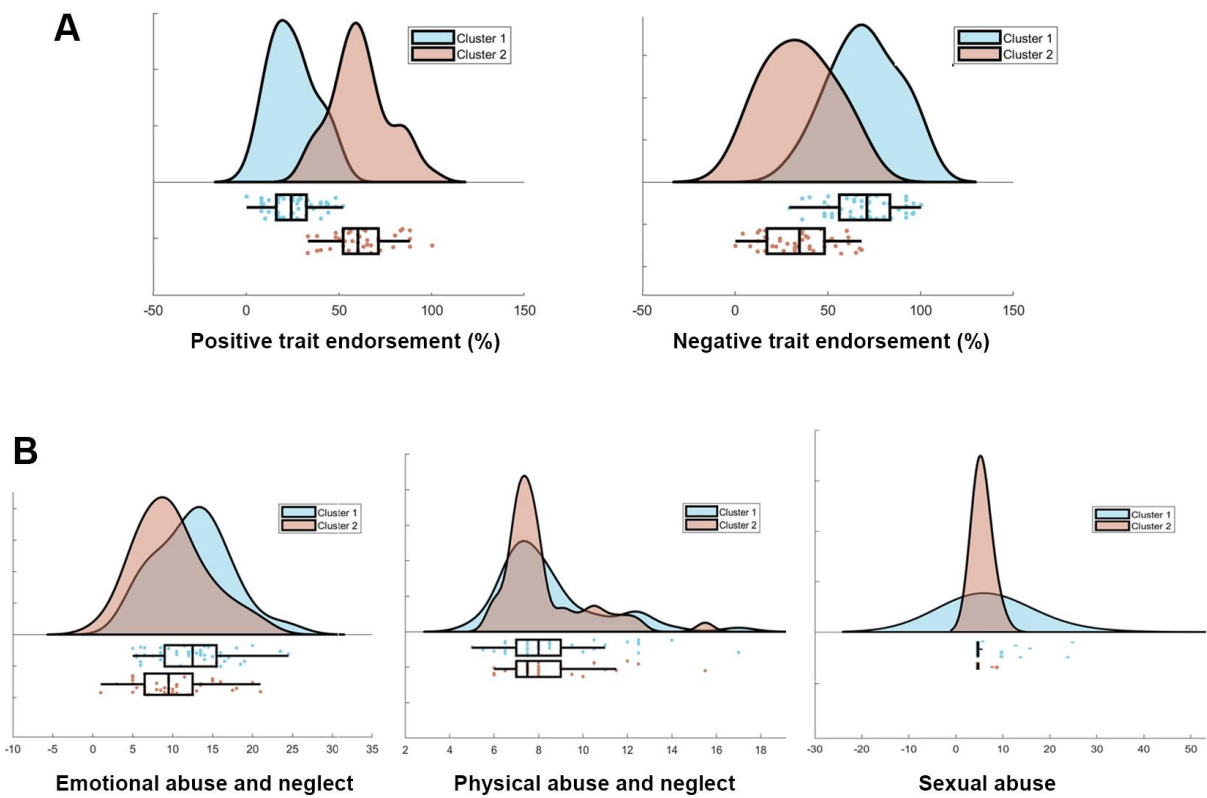 A
Cluster 1
Cluster 2
-50 0 50 100 150
Positive trait endorsement (%)
Cluster 1
Cluster 2
-50 0 50 100 150
Negative trait endorsement (%)
B
Cluster 1
Cluster 2
-10 -5 0 5 10 15 20 25 30 35
Emotional abuse and neglect
Cluster 1
Cluster 2
2 4 6 8 10 12 14 16 18
Physical abuse and neglect
Cluster 1
Cluster 2
-30 -20 -10 0 10 20 30 40 50
Sexual abuse